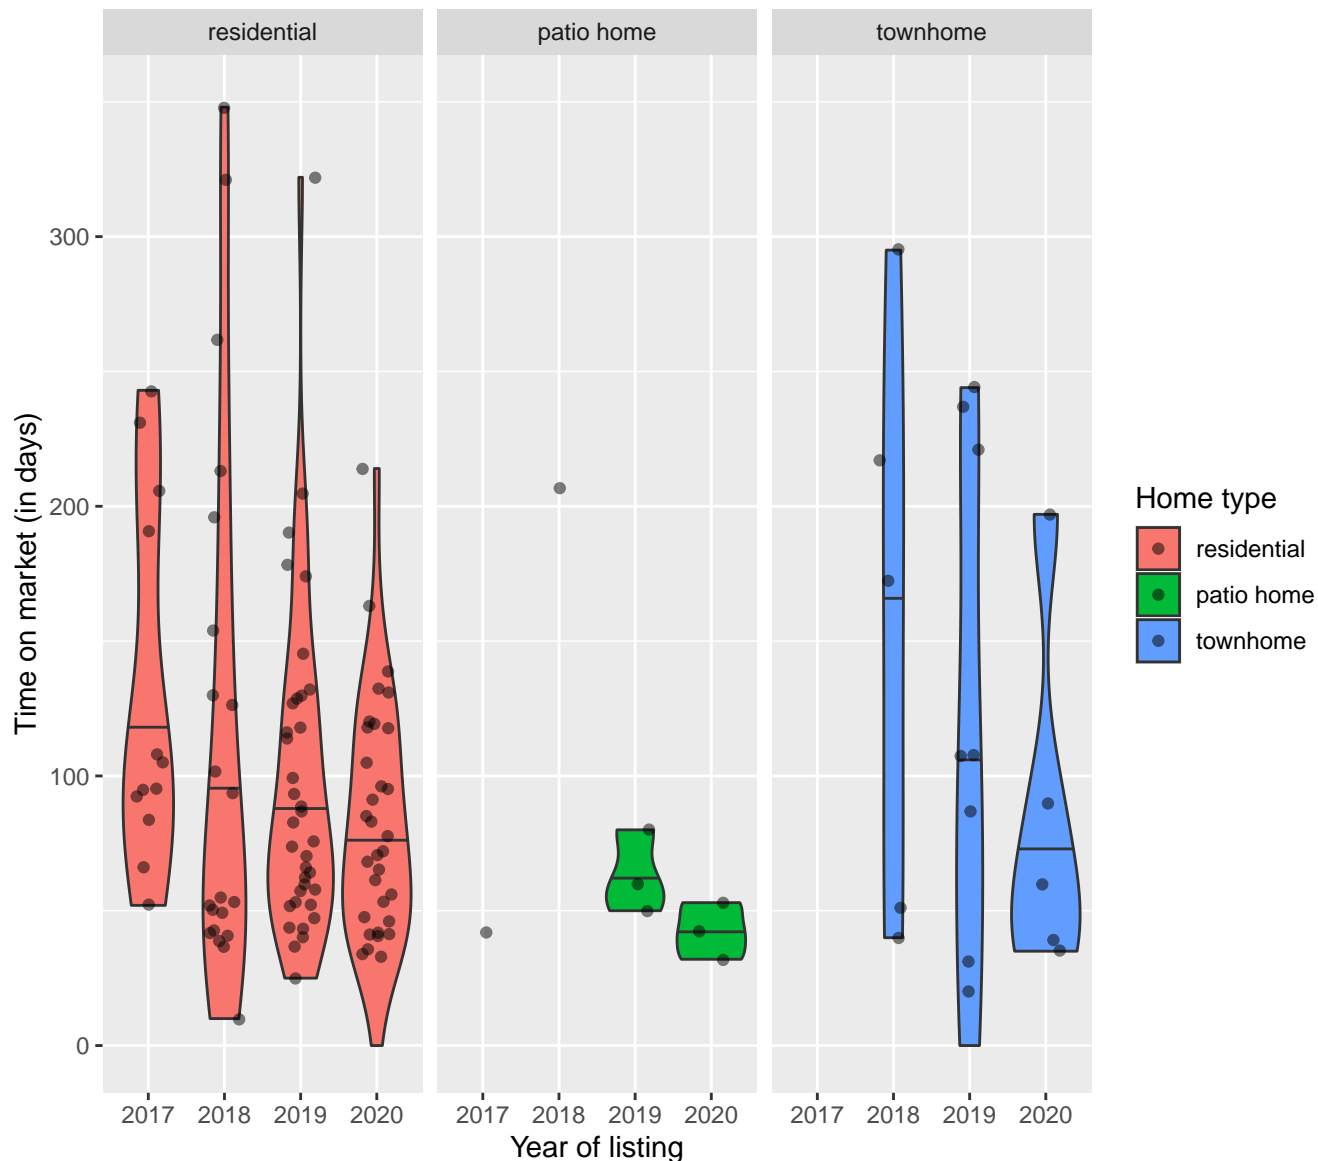 residential patio home townhome
Time on market (in days)
300
200
100
0
2017 2018 2019 2020 2017 2018 2019 2020 2017 2018 2019 2020
Year of listing
Home type
residential
patio home
townhome